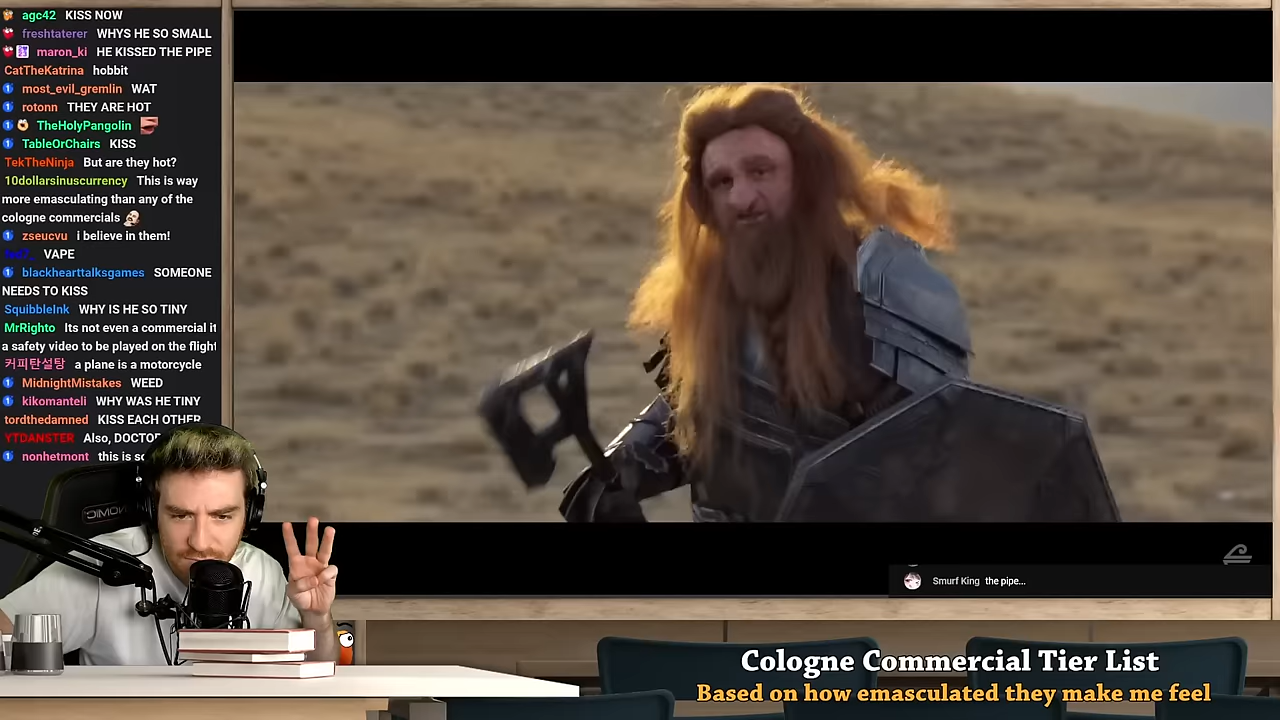 agc42 KISS NOW
freshtaterer WHYS HE SO SMALL
maron_ki HE KISSED THE PIPE
CatTheKatrina hobbit
most_evil_gremlin WAT
rotonn THEY ARE HOT
TheHolyPangolin
TableOrChairs KISS
TekTheNinja But are they hot?
10dollarsinuscurrency This is way
more emasculating than any of the
cologne commercials
zseucvu i believe in them!
VAPE
blackhearttalksgames SOMEONE
NEEDS TO KISS
SquibbleInk WHY IS HE SO TINY
MrRighto Its not even a commercial it
a safety video to be played on the flight
커피탄설탕 a plane is a motorcycle
MidnightMistakes WEED
kikomanteli WHY WAS HE TINY
tordthedamned KISS EACH OTHER
YTDANSTER Also, DOCTOR
nonhetmont this is so
Smurf King the pipe...
Cologne Commercial Tier List
Based on how emasculated they make me feel